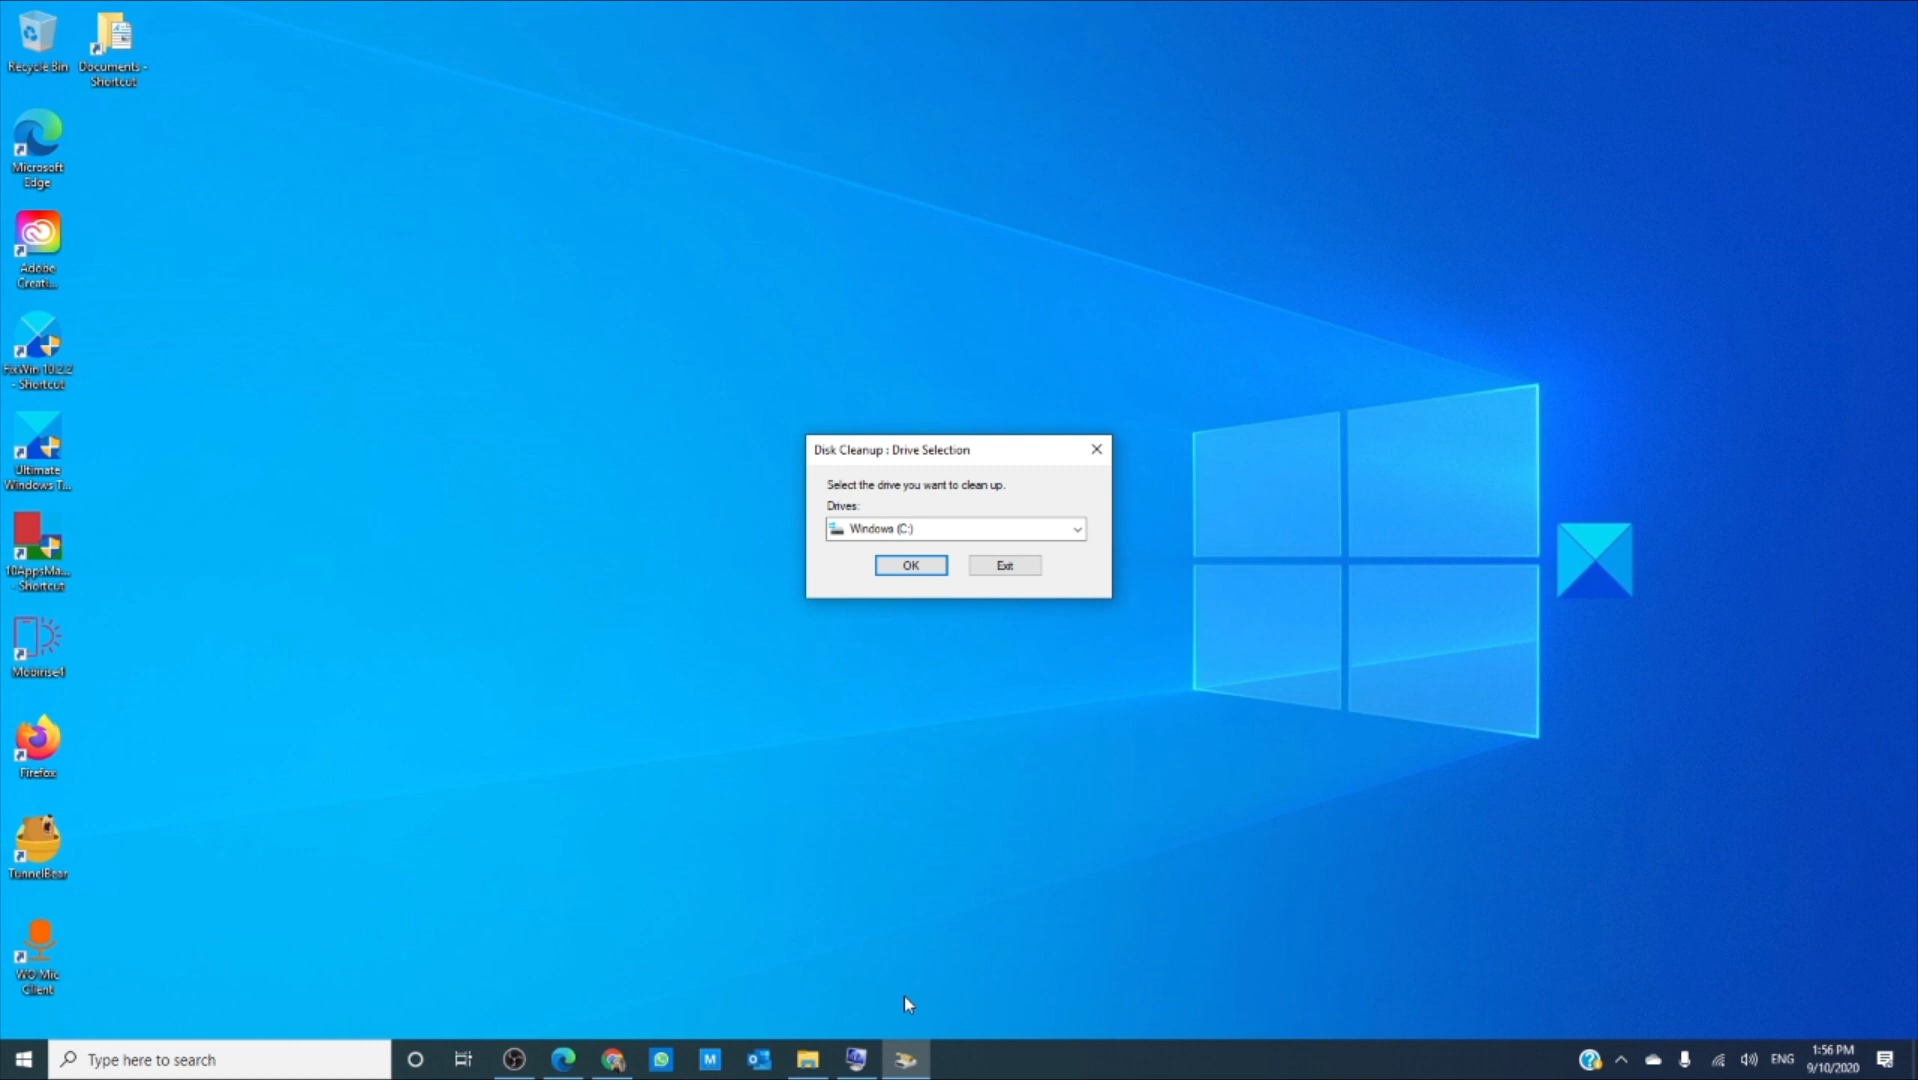 Recycle Bin
Documents -
Shortcut
Microsoft
Edge
Adobe
Creati...
FixWin 10.2.2
- Shortcut
Ultimate
Windows T...
10AppsMa...
- Shortcut
Mobirise4
Firefox
TunnelBear
WO Mic
Client
Disk Cleanup : Drive Selection
Select the drive you want to clean up.
Drives:
Windows (C:)
OK
Exit
Type here to search
M
ENG
1:56 PM
9/10/2020